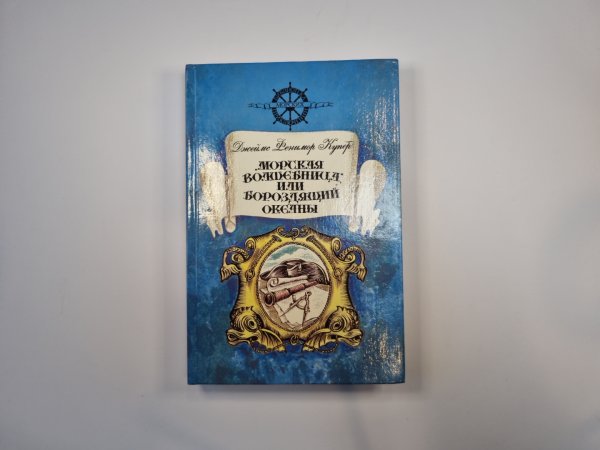 Джеймс Фенимор Купер
„МОРСКАЯ
ВОЛШЕБНИЦА”
ИЛИ
БОРОЗДЯЩИЙ
ОКЕАНЫ